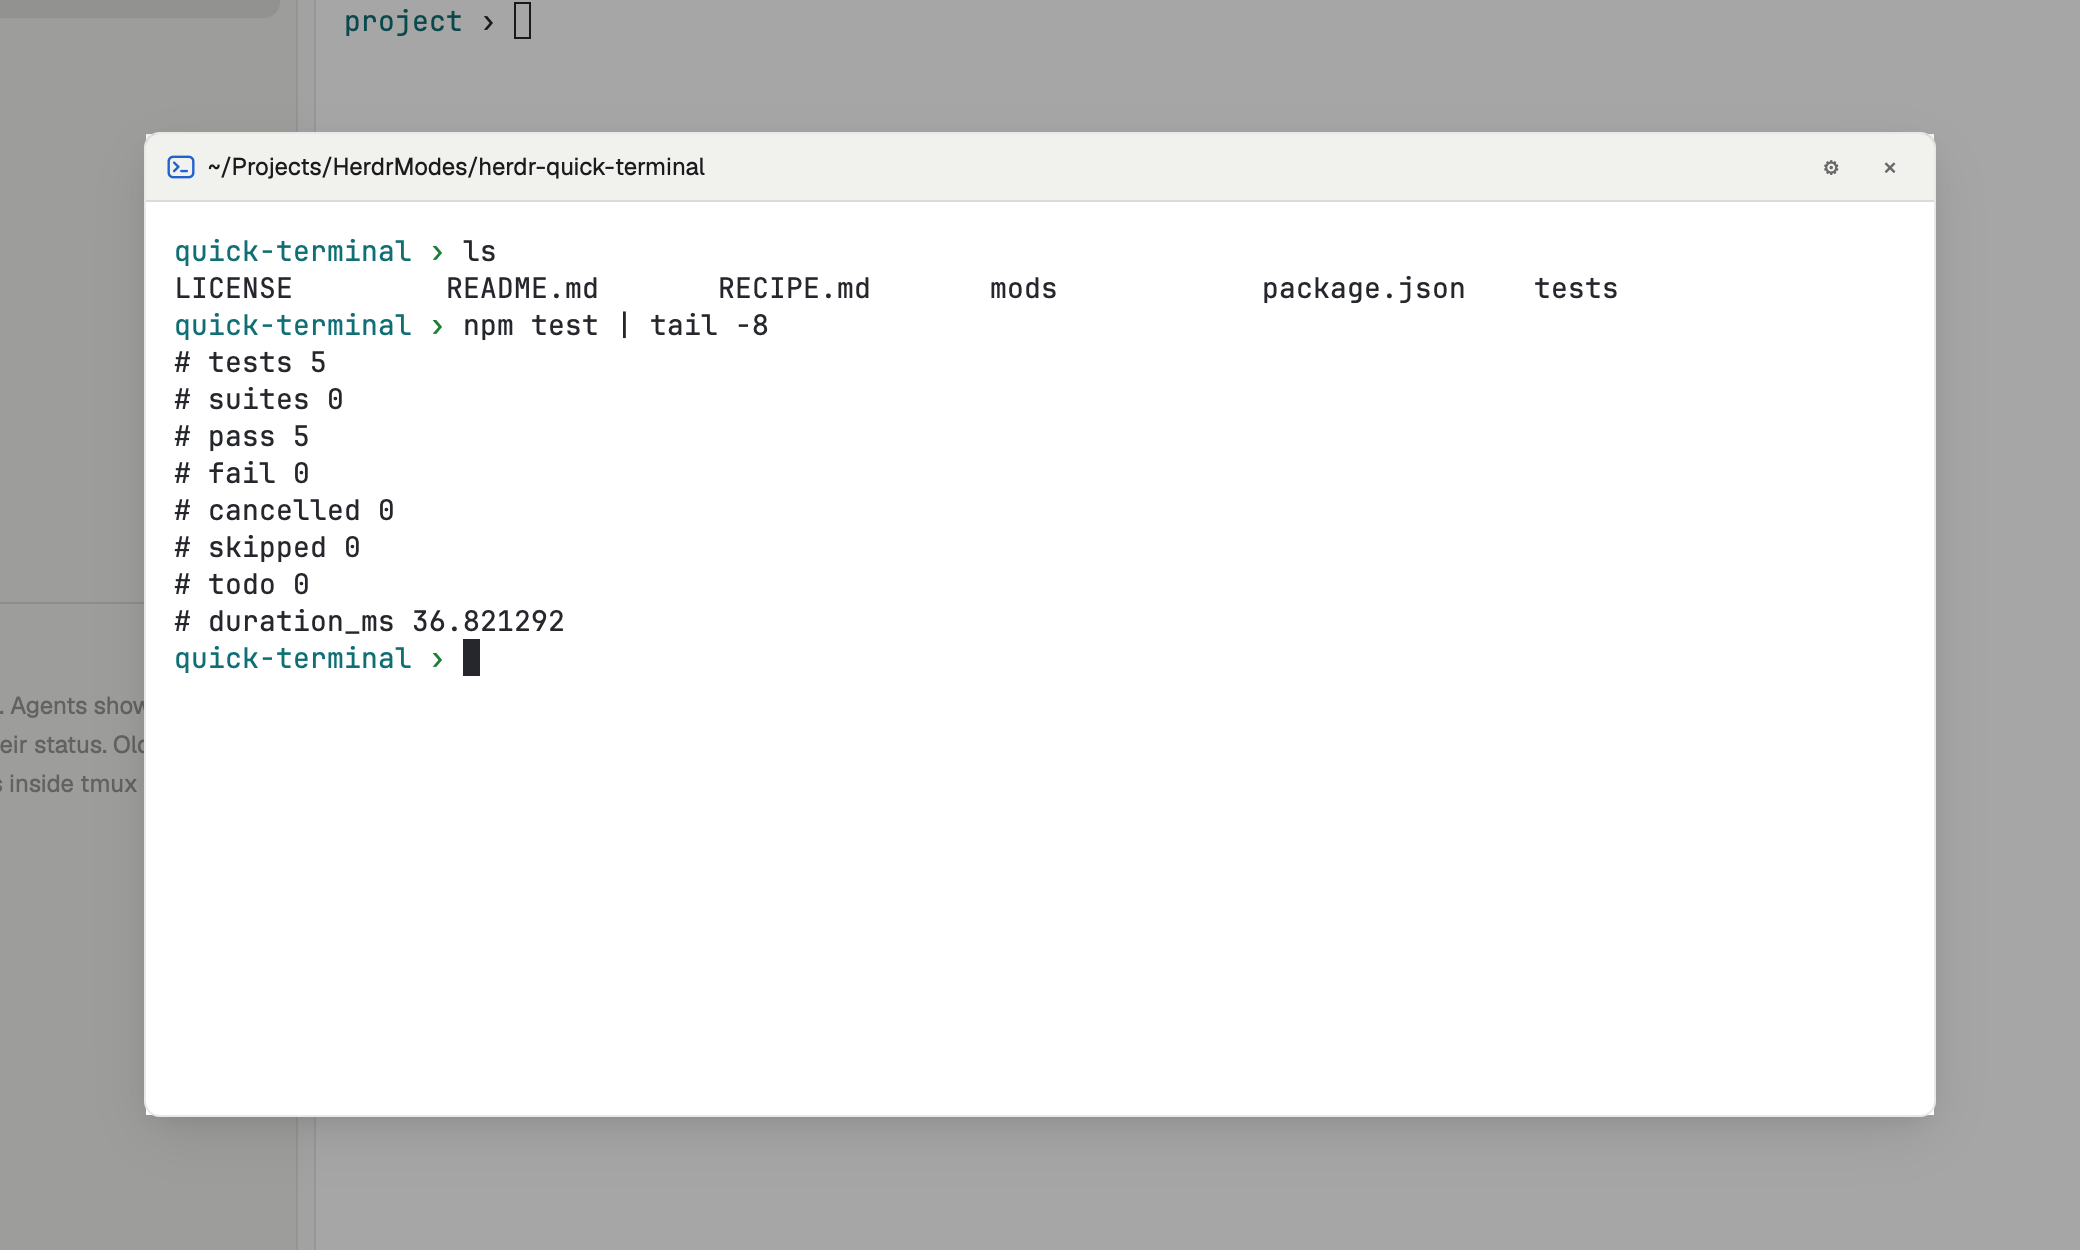 project ›
~/Projects/HerdrModes/herdr-quick-terminal
quick-terminal › ls
LICENSE README.md RECIPE.md mods package.json tests
quick-terminal › npm test | tail -8
# tests 5
# suites 0
# pass 5
# fail 0
# cancelled 0
# skipped 0
# todo 0
# duration_ms 36.821292
quick-terminal ›
. Agents show
eir status. Old
s inside tmux